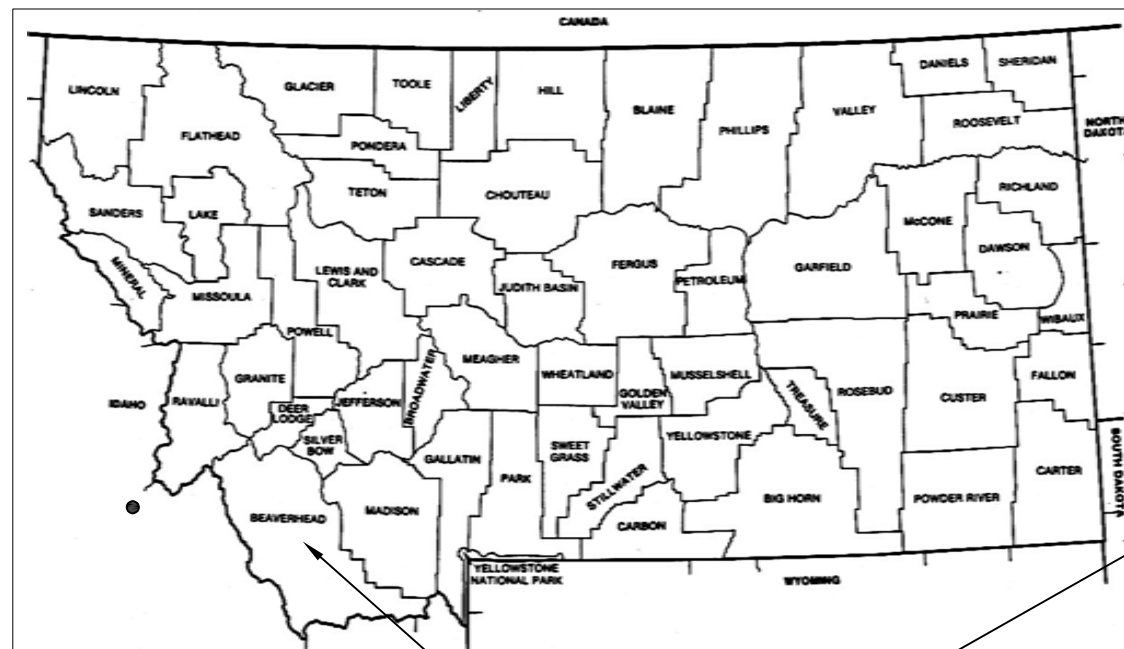 CANADA
LINCOLN
FLATHEAD
GLACIER
TOOLE
LIBERTY
HILL
BLAINE
PHILLIPS
VALLEY
DANIELS
SHERIDAN
ROOSEVELT
NORTH
DAKOTA
PONDERA
TETON
CHOUTEAU
RICHLAND
McCONE
DAWSON
SANDERS
LAKE
MINERAL
MISSOULA
LEWIS AND
CLARK
CASCADE
JUDITH BASIN
FERGUS
PETROLEUM
GARFIELD
PRAIRIE
WIBAUX
POWELL
GRANITE
IDAHO
RAVALLI
DEER
LODGE
JEFFERSON
BROADWATER
MEAGHER
WHEATLAND
GOLDEN
VALLEY
MUSSELSHELL
TREASURE
ROSEBUD
CUSTER
FALLON
SILVER
BOW
GALLATIN
PARK
SWEET
GRASS
STILLWATER
YELLOWSTONE
BIG HORN
POWDER RIVER
CARTER
SOUTH DAKOTA
BEAVERHEAD
MADISON
CARBON
YELLOWSTONE
NATIONAL PARK
WYOMING